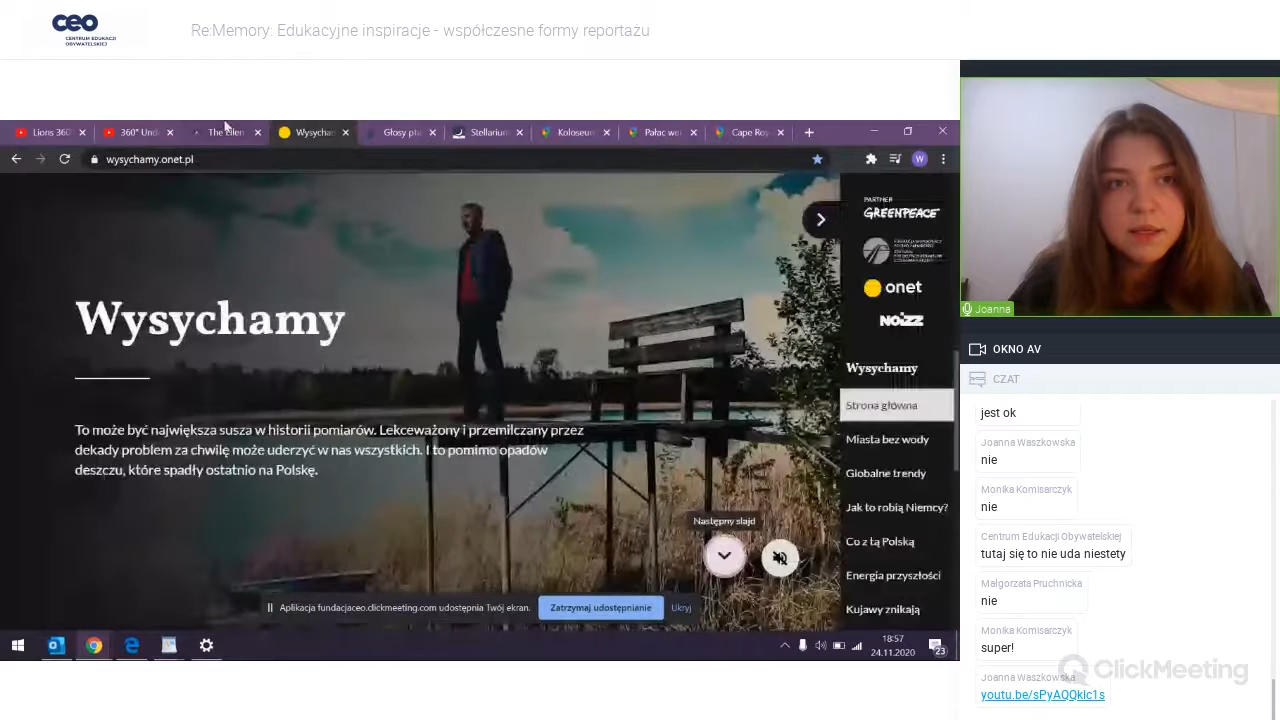 ceo
CENTRUM EDUKACJI
OBYWATELSKIEJ
Re:Memory: Edukacyjne inspiracje - współczesne formy reportażu
Lions 360°
360° Und
Wysychan
Głosy pta
Stellarium
Koloseum
Pałac we
Cape Roy
wysychamy.onet.pl
W
Wysychamy
To może być największa susza w historii pomiarów. Lekceważony i przemilczany przez
dekady problem za chwilę może uderzyć w nas wszystkich. I to pomimo opadów
deszczu, które spadły ostatnio na Polskę.
Następny slajd
PARTNER
GREENPEACE
onet
NOIZZ
Wysychamy
Strona główna
Miasta bez wody
Globalne trendy
Jak to robią Niemcy?
Co z tą Polską
Energia przyszłości
Kujawy znikają
Aplikacja fundacjaceo.clickmeeting.com udostępnia Twój ekran.
Zatrzymaj udostępnianie
Ukryj
18:57
24.11.2020
23
Joanna
OKNO AV
CZAT
jest ok
Joanna Waszkowska
nie
Monika Komisarczyk
nie
Centrum Edukacji Obywatelskiej
tutaj się to nie uda niestety
Małgorzata Pruchnicka
nie
Monika Komisarczyk
super!
Joanna Waszkowska
youtu.be/sPyAQQklc1s
ClickMeeting